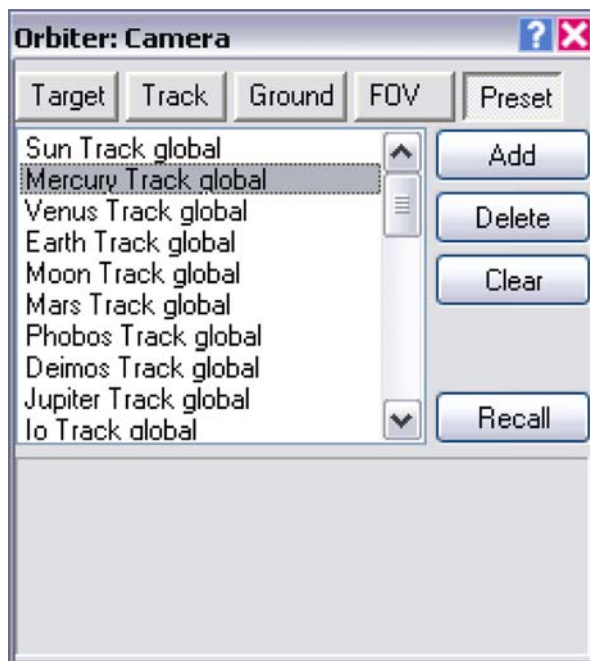 Orbiter: Camera
Target Track Ground FOV Preset
Sun Track global
Mercury Track global
Venus Track global
Earth Track global
Moon Track global
Mars Track global
Phobos Track global
Deimos Track global
Jupiter Track global
Io Track global
Add
Delete
Clear
Recall